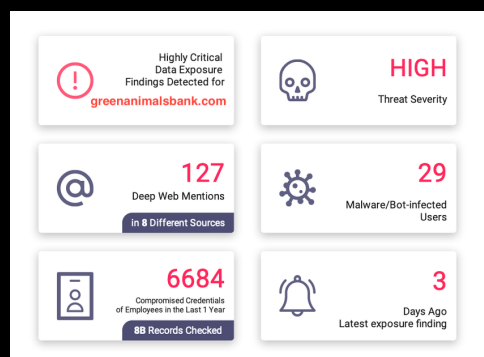 Highly Critical
Data Exposure
Findings Detected for
greenanimalsbank.com
HIGH
Threat Severity
127
Deep Web Mentions
in 8 Different Sources
29
Malware/Bot-infected
Users
6684
Compromised Credentials
of Employees in the Last 1 Year
8B Records Checked
3
Days Ago
Latest exposure finding